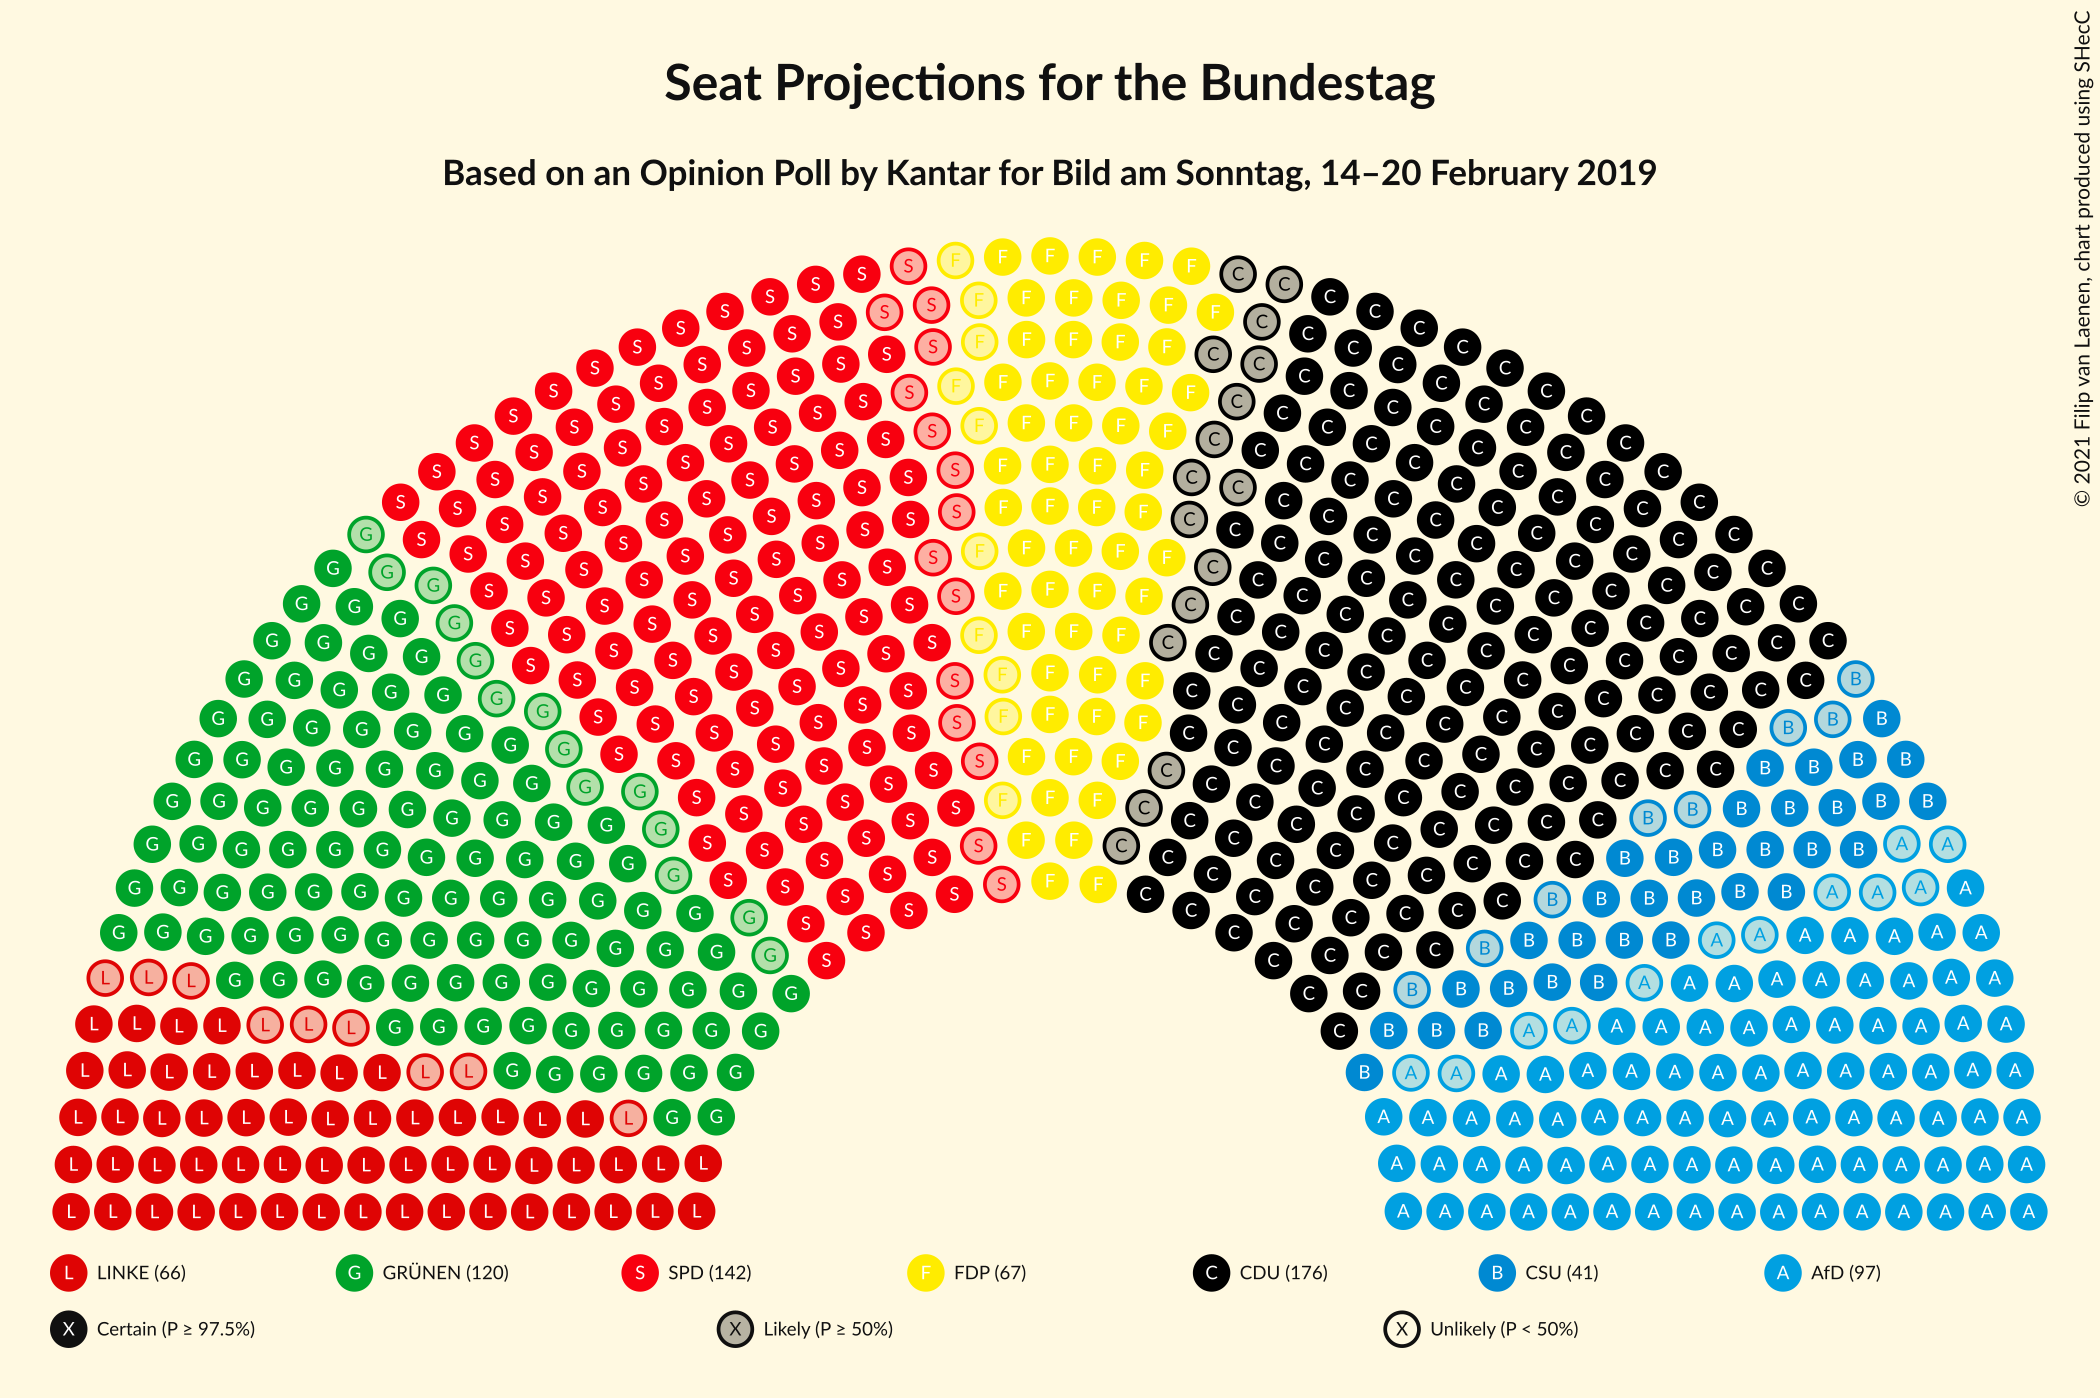 Seat Projections for the Bundestag
Based on an Opinion Poll by Kantar for Bild am Sonntag, 14–20 February 2019
© 2021 Filip van Laenen, chart produced using SHecC
L LINKE (66) G GRÜNEN (120) S SPD (142) F FDP (67) C CDU (176) B CSU (41) A AfD (97)
X Certain (P ≥ 97.5%) X Likely (P ≥ 50%) X Unlikely (P < 50%)